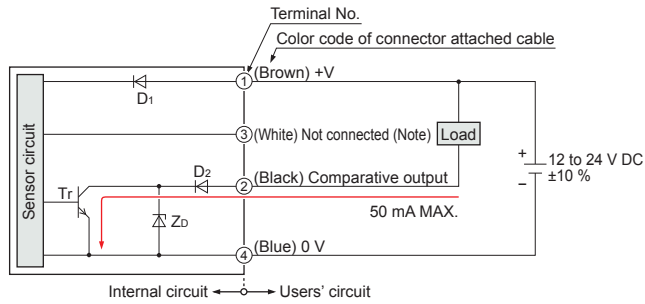 Terminal No.
Color code of connector attached cable
① (Brown) +V
D1
③ (White) Not connected (Note)
Load
Sensor circuit
+
12 to 24 V DC
±10 %
−
D2
② (Black) Comparative output
Tr
ZD
50 mA MAX.
④ (Blue) 0 V
Internal circuit
Users' circuit